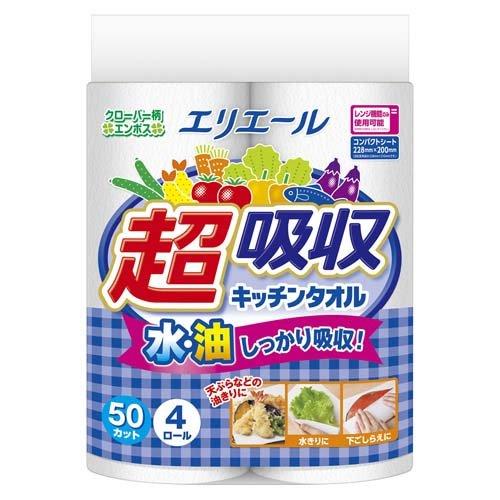 クローバー柄
エンボス
エリエール
レンジ機能のみ
使用可能
コンパクトシート
228mm×200mm
超吸収
キッチンタオル
水・油しっかり吸収!
天ぷらなどの
油きりに
水きりに
下ごしらえに
50
カット
4
ロール